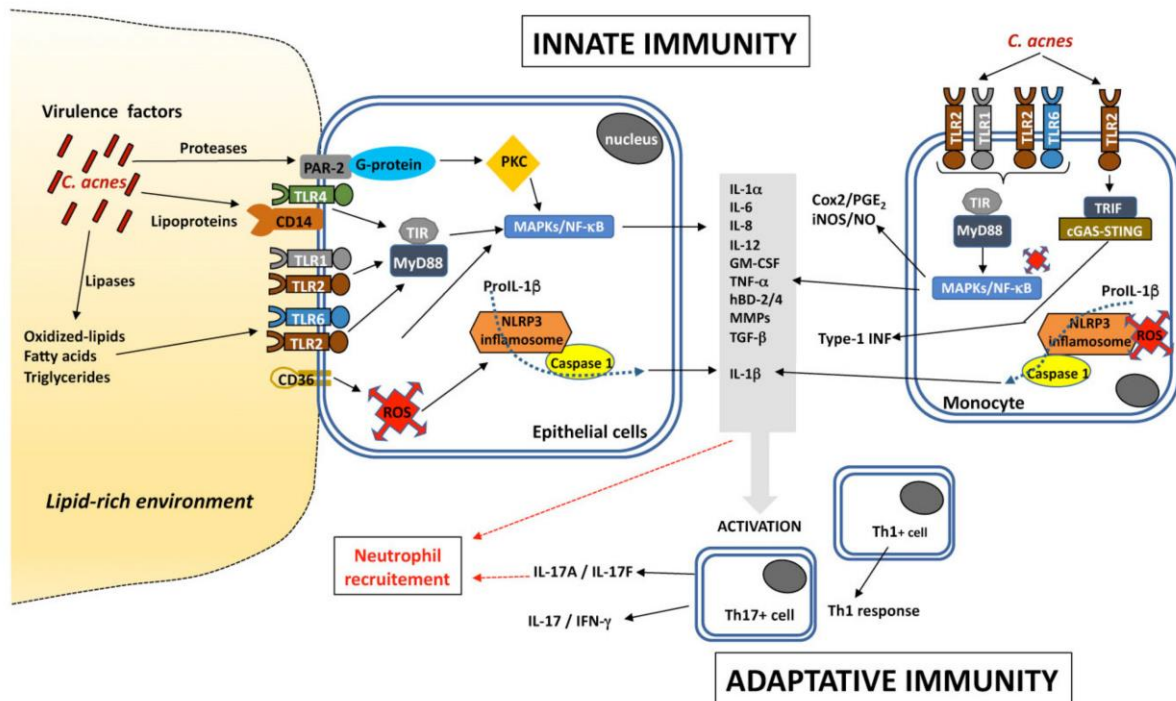 INNATE IMMUNITY
Virulence factors
C. acnes
Proteases
Lipoproteins
Lipases
Oxidized-lipids
Fatty acids
Triglycerides
Lipid-rich environment
PAR-2
G-protein
PKC
nucleus
TLR4
CD14
TIR
MyD88
MAPKs/NF-κB
TLR1
TLR2
TLR6
TLR2
CD36
ROS
ProIL-1β
NLRP3
inflamosome
Caspase 1
Epithelial cells
IL-1α
IL-6
IL-8
IL-12
GM-CSF
TNF-α
hBD-2/4
MMPs
TGF-β
IL-1β
C. acnes
TLR2
TLR1
TLR2
TLR6
TLR2
Cox2/PGE₂
iNOS/NO
TIR
MyD88
TRIF
cGAS-STING
MAPKs/NF-κB
ProIL-1β
Type-1 INF
NLRP3
inflamosome
ROS
Caspase 1
Monocyte
ACTIVATION
Neutrophil
recruitement
IL-17A / IL-17F
IL-17 / IFN-γ
Th17+ cell
Th1+ cell
Th1 response
ADAPTATIVE IMMUNITY